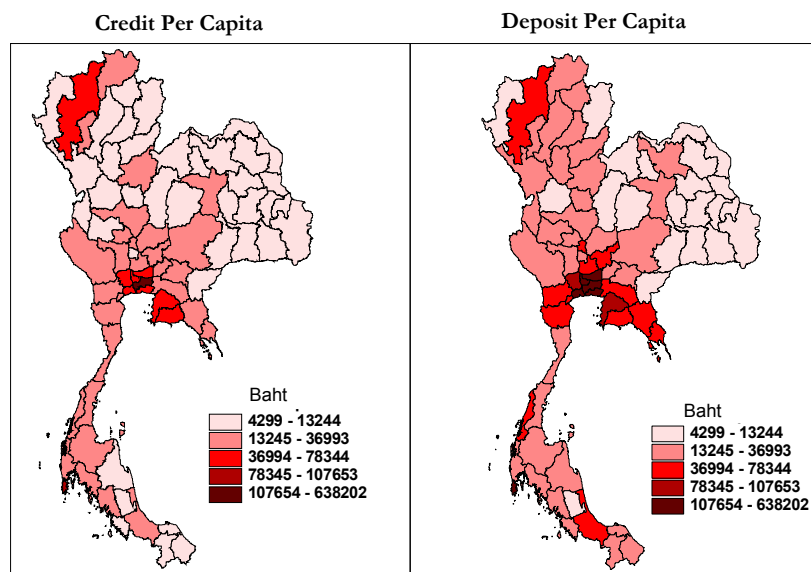 Credit Per Capita
Deposit Per Capita
Baht
4299 - 13244
13245 - 36993
36994 - 78344
78345 - 107653
107654 - 638202
Baht
4299 - 13244
13245 - 36993
36994 - 78344
78345 - 107653
107654 - 638202